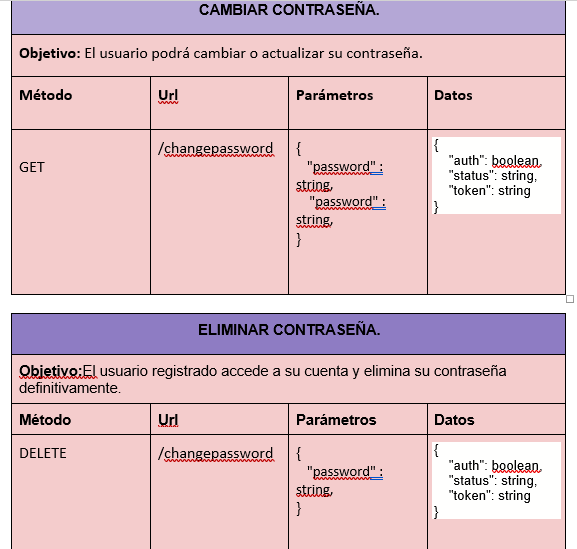 CAMBIAR CONTRASEÑA.
Objetivo: El usuario podrá cambiar o actualizar su contraseña.
Método Url Parámetros Datos
GET
/changepassword
{
"password" :
string,
"password" :
string,
}
{
"auth": boolean,
"status": string,
"token": string
}
ELIMINAR CONTRASEÑA.
Objetivo:El usuario registrado accede a su cuenta y elimina su contraseña
definitivamente.
Método Url Parámetros Datos
DELETE
/changepassword
{
"password" :
string,
}
{
"auth": boolean,
"status": string,
"token": string
}